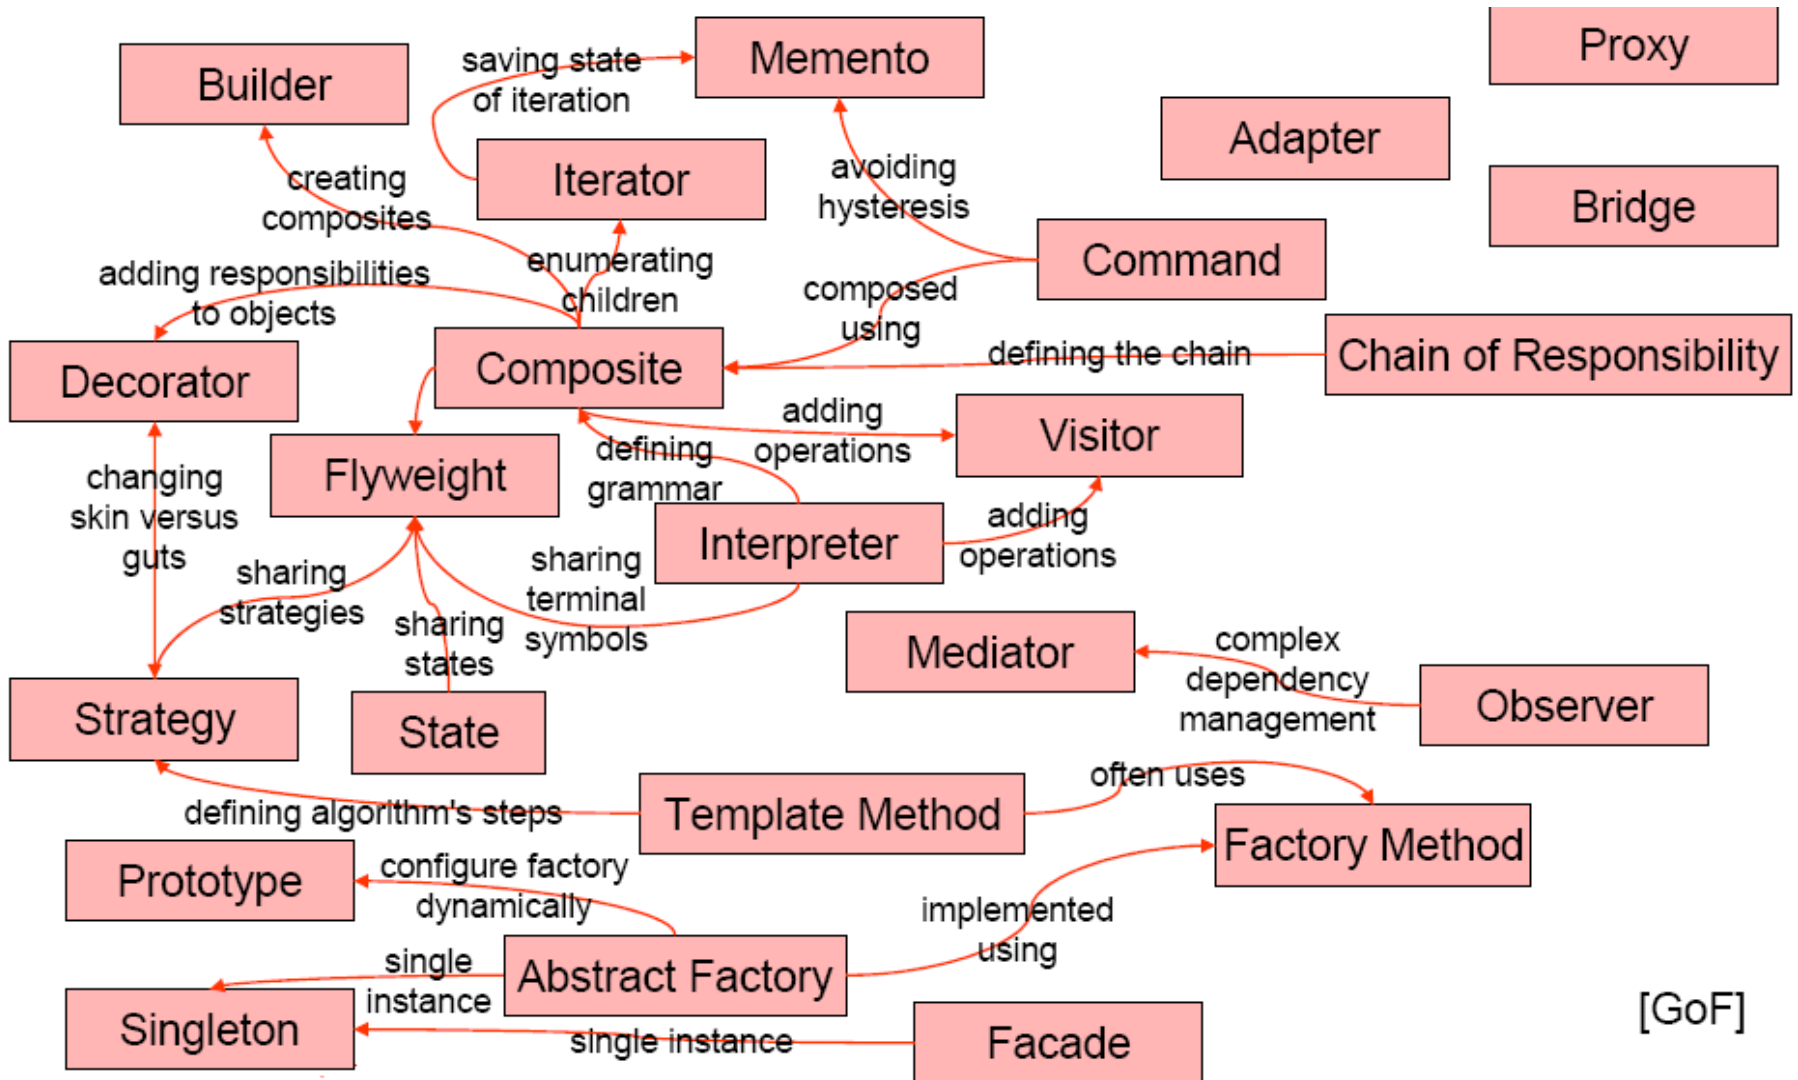 Proxy
Memento
saving state
of iteration
Builder
Adapter
avoiding
hysteresis
Iterator
creating
composites
Bridge
Command
enumerating
children
adding responsibilities
to objects
composed
using
defining the chain
Chain of Responsibility
Composite
Decorator
adding
operations
Visitor
defining
grammar
Flyweight
changing
skin versus
guts
Interpreter
adding
operations
sharing
terminal
symbols
sharing
strategies
sharing
states
Mediator
complex
dependency
management
Observer
Strategy
State
often uses
defining algorithm's steps
Template Method
Factory Method
configure factory
dynamically
Prototype
implemented
using
single
instance
Abstract Factory
[GoF]
Singleton
single instance
Facade